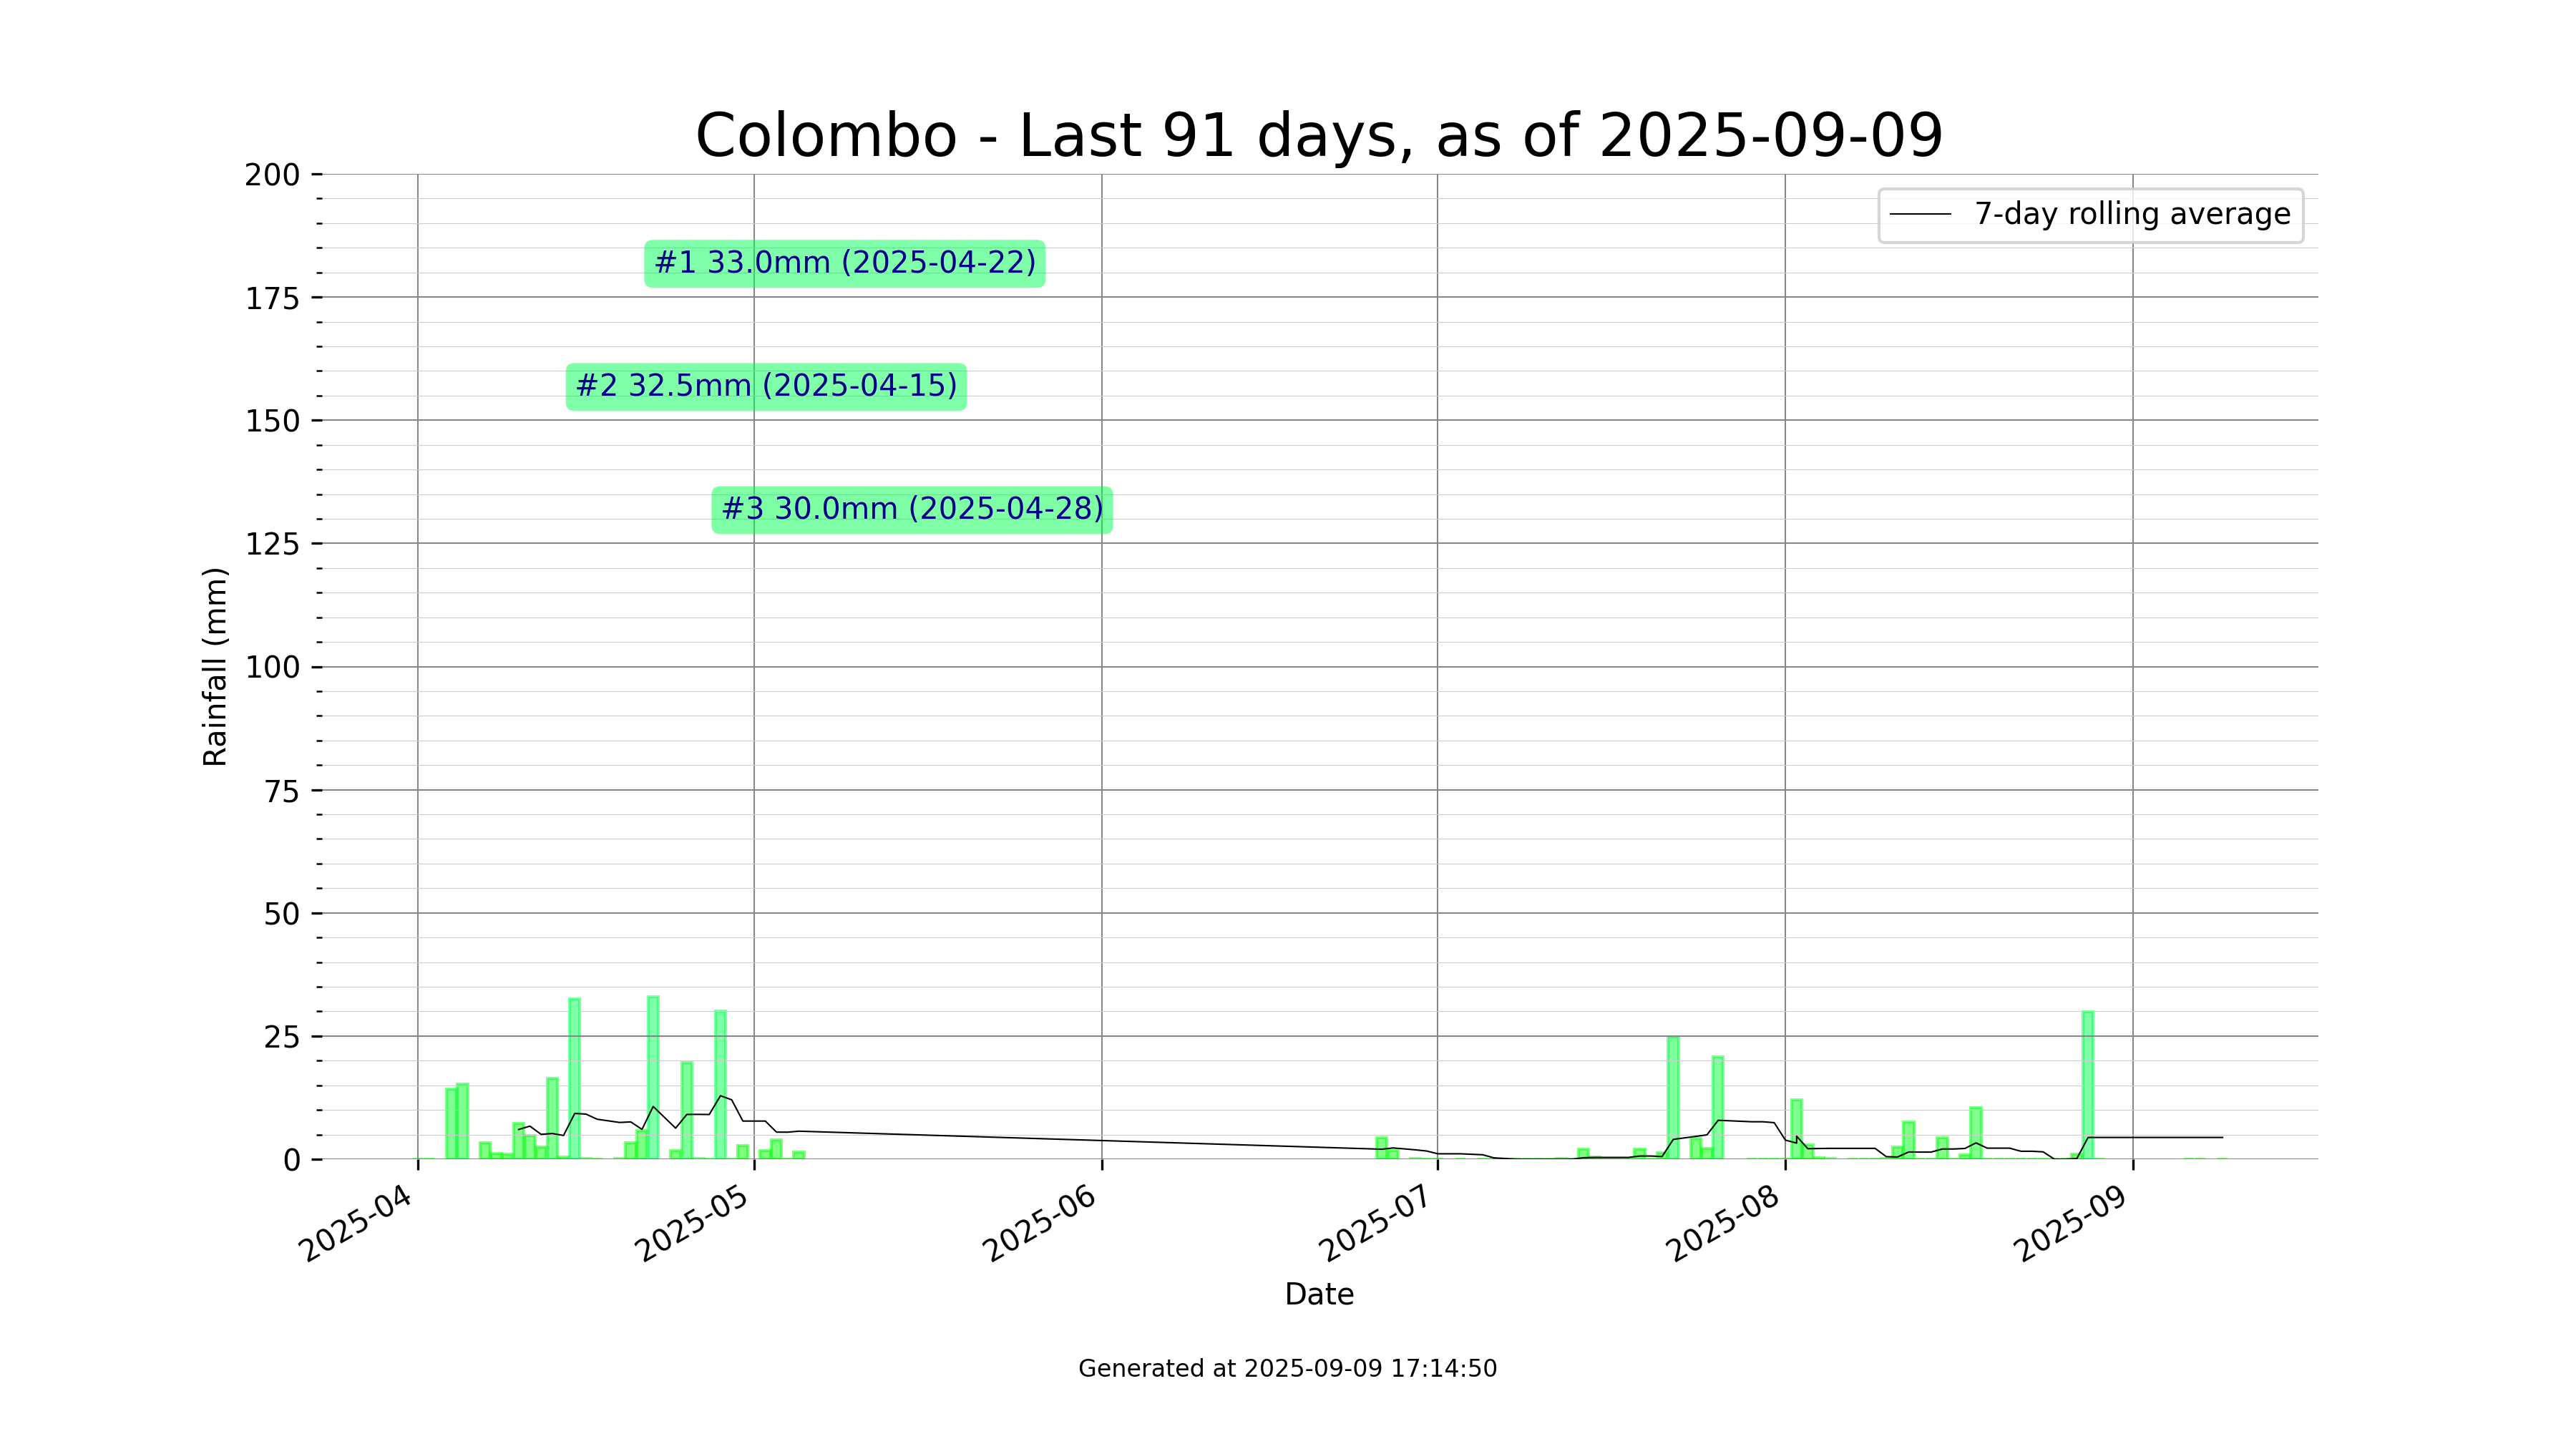 Colombo - Last 91 days, as of 2025-09-09
7-day rolling average
#1 33.0mm (2025-04-22)
#2 32.5mm (2025-04-15)
#3 30.0mm (2025-04-28)
Rainfall (mm)
200
175
150
125
100
75
50
25
0
2025-04
2025-05
2025-06
2025-07
2025-08
2025-09
Date
Generated at 2025-09-09 17:14:50